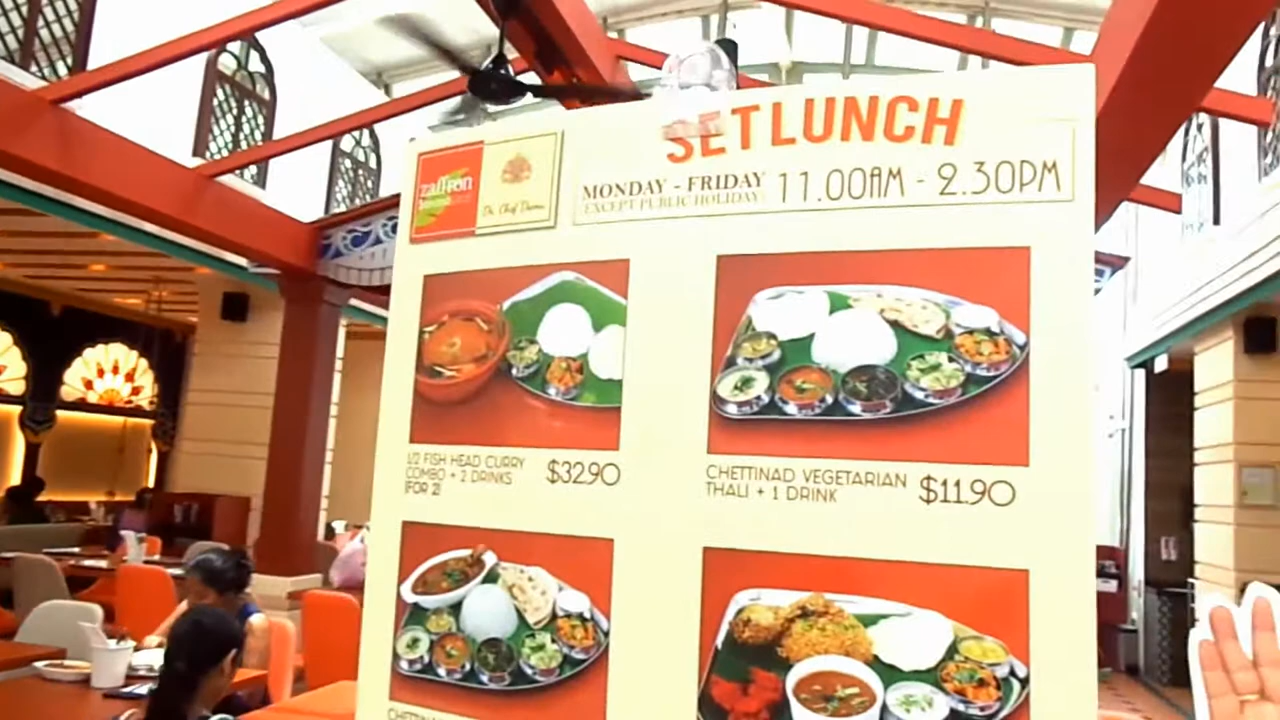 SET LUNCH
zaffron
MONDAY - FRIDAY
EXCEPT PUBLIC HOLIDAY
11.00AM - 2.30PM
1/2 FISH HEAD CURRY
COMBO + 2 DRINKS
(FOR 2)
$32.90
CHETTINAD VEGETARIAN
THALI + 1 DRINK
$11.90